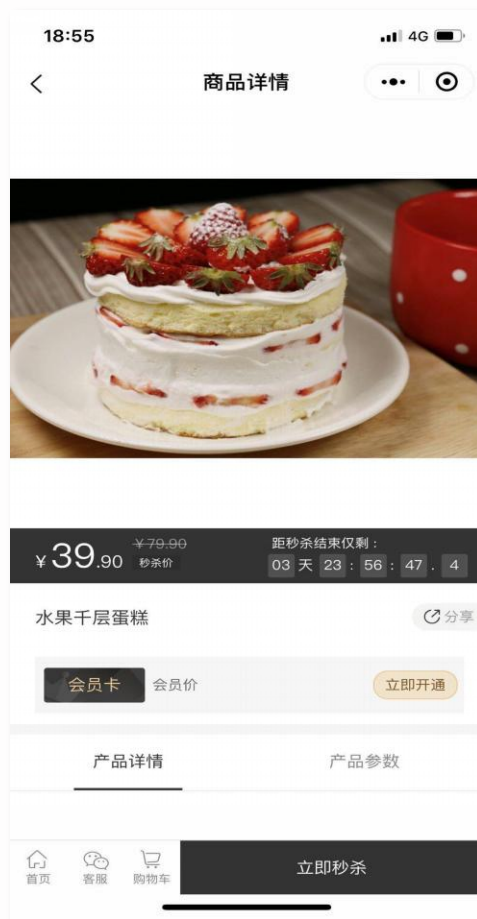 18:55
4G
商品详情
¥39.90
¥79.90
秒杀价
距秒杀结束仅剩：
03 天 23 : 56 : 47 . 4
水果千层蛋糕
分享
会员卡 会员价 立即开通
产品详情 产品参数
首页 客服 购物车 立即秒杀